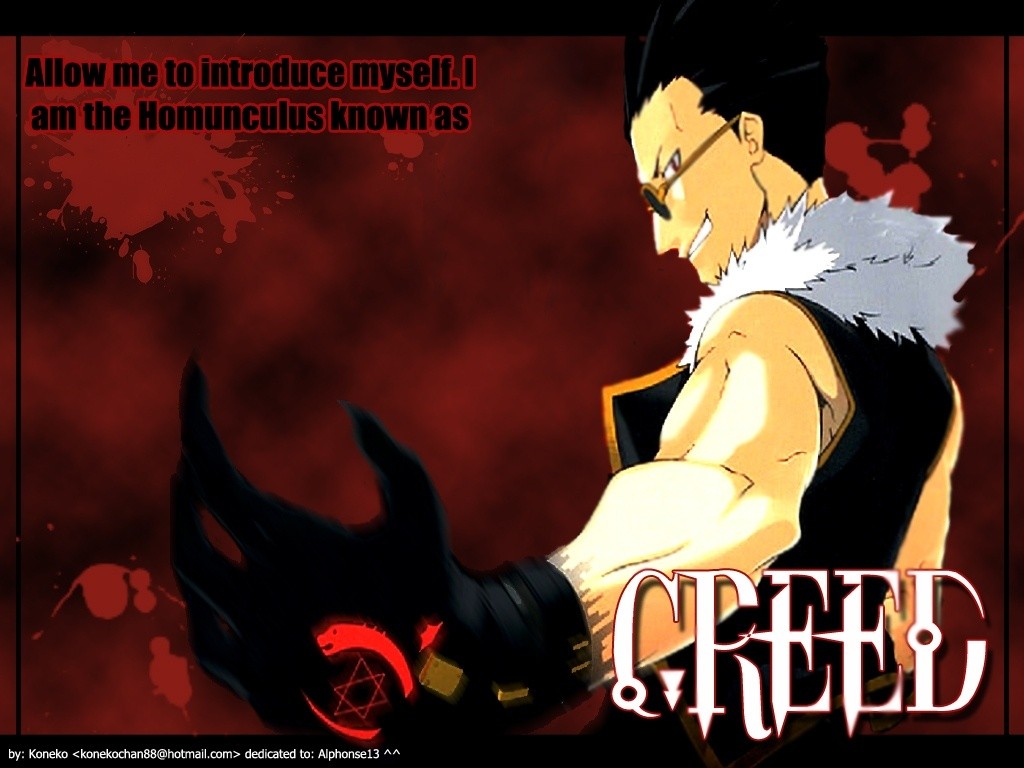 Allow me to introduce myself. I
am the Homunculus known as
GREED
by: Koneko <konekochan88@hotmail.com> dedicated to: Alphonse13 ^^